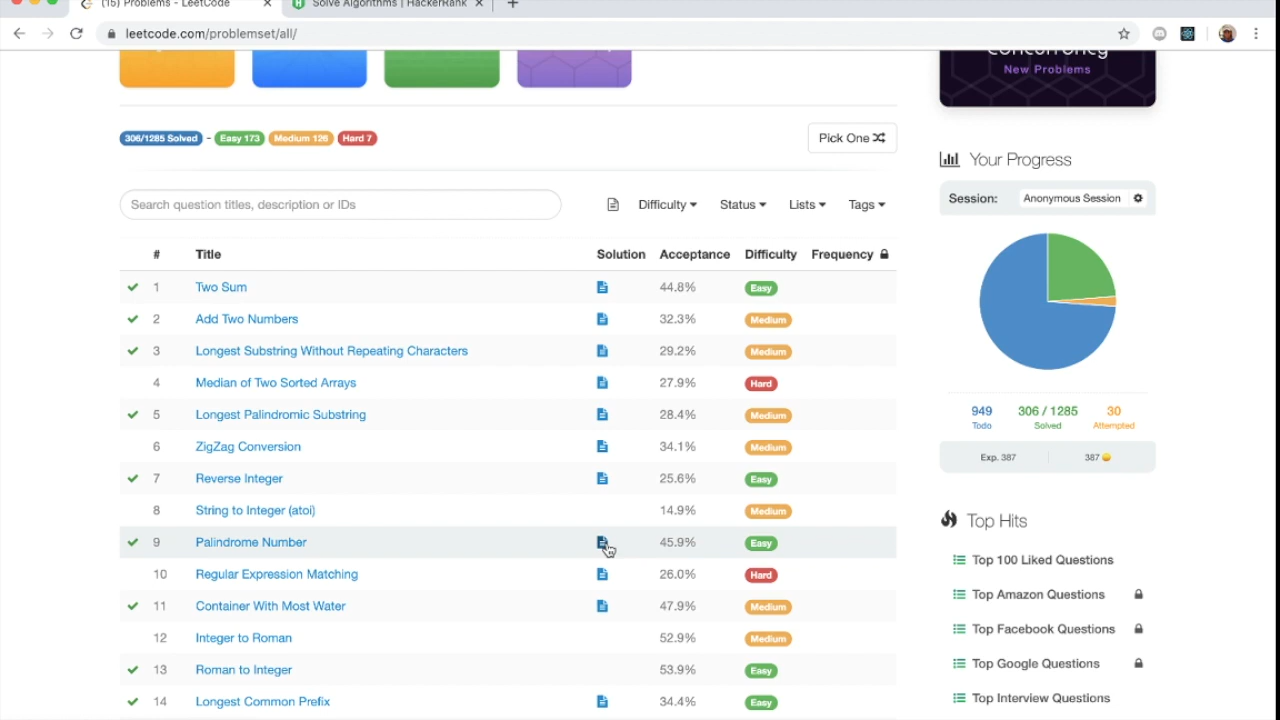 (15) Problems - LeetCode
Solve Algorithms | HackerRank
leetcode.com/problemset/all/
Concurrency
New Problems
306/1285 Solved - Easy 173 Medium 126 Hard 7
Pick One
Your Progress
Search question titles, description or IDs
Difficulty Status Lists Tags
Session: Anonymous Session
# Title Solution Acceptance Difficulty Frequency
1 Two Sum 44.8% Easy
2 Add Two Numbers 32.3% Medium
3 Longest Substring Without Repeating Characters 29.2% Medium
4 Median of Two Sorted Arrays 27.9% Hard
5 Longest Palindromic Substring 28.4% Medium
6 ZigZag Conversion 34.1% Medium
7 Reverse Integer 25.6% Easy
8 String to Integer (atoi) 14.9% Medium
9 Palindrome Number 45.9% Easy
10 Regular Expression Matching 26.0% Hard
11 Container With Most Water 47.9% Medium
12 Integer to Roman 52.9% Medium
13 Roman to Integer 53.9% Easy
14 Longest Common Prefix 34.4% Easy
949 306 / 1285 30
Todo Solved Attempted
Exp. 387 387
Top Hits
Top 100 Liked Questions
Top Amazon Questions
Top Facebook Questions
Top Google Questions
Top Interview Questions